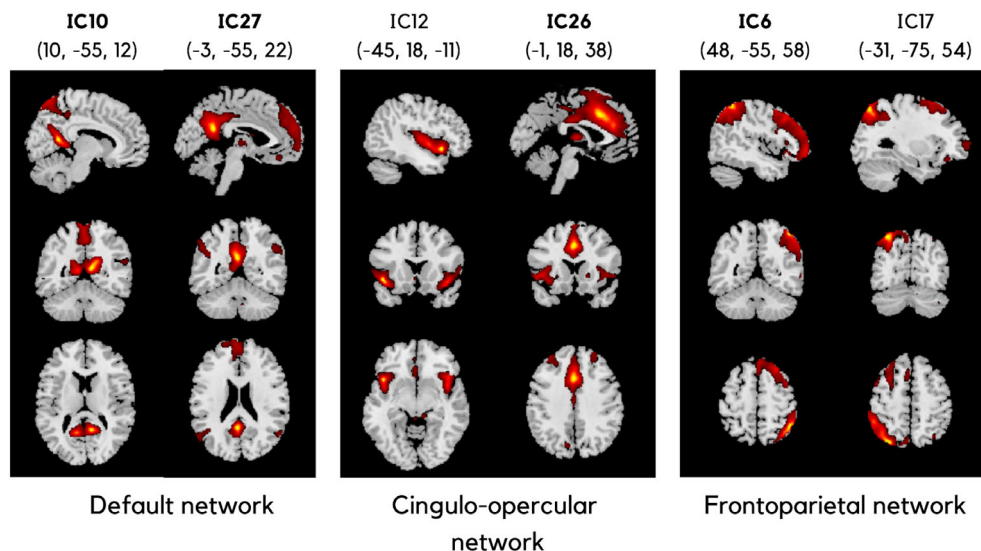 IC10 IC27 IC12 IC26 IC6 IC17
(10, -55, 12) (-3, -55, 22) (-45, 18, -11) (-1, 18, 38) (48, -55, 58) (-31, -75, 54)
Default network Cingulo-opercular Frontoparietal network
network